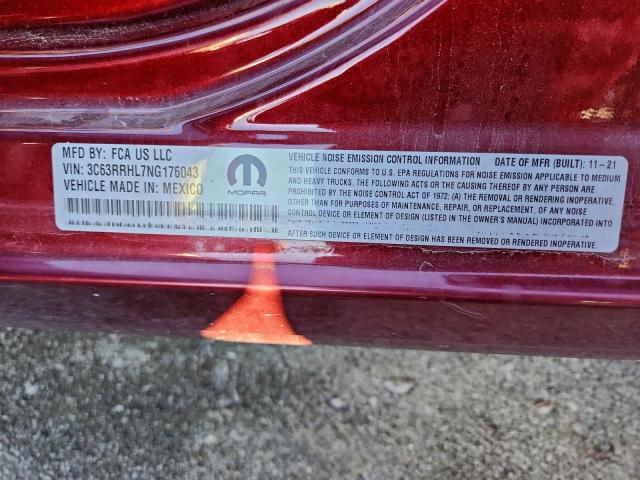 MFD BY: FCA US LLC
VIN: 3C63RRHL7NG176043
VEHICLE MADE IN: MEXICO
MOPAR
VEHICLE NOISE EMISSION CONTROL INFORMATION DATE OF MFR (BUILT): 11-21
THIS VEHICLE CONFORMS TO U.S. EPA REGULATIONS FOR NOISE EMISSION APPLICABLE TO MEDIUM
AND HEAVY TRUCKS. THE FOLLOWING ACTS OR THE CAUSING THEREOF BY ANY PERSON ARE
PROHIBITED BY THE NOISE CONTROL ACT OF 1972: (A) THE REMOVAL OR RENDERING INOPERATIVE,
OTHER THAN FOR PURPOSES OF MAINTENANCE, REPAIR, OR REPLACEMENT, OF ANY NOISE
CONTROL DEVICE OR ELEMENT OF DESIGN (LISTED IN THE OWNER'S MANUAL) INCORPORATED INTO
AFTER SUCH DEVICE OR ELEMENT OF DESIGN HAS BEEN REMOVED OR RENDERED INOPERATIVE.